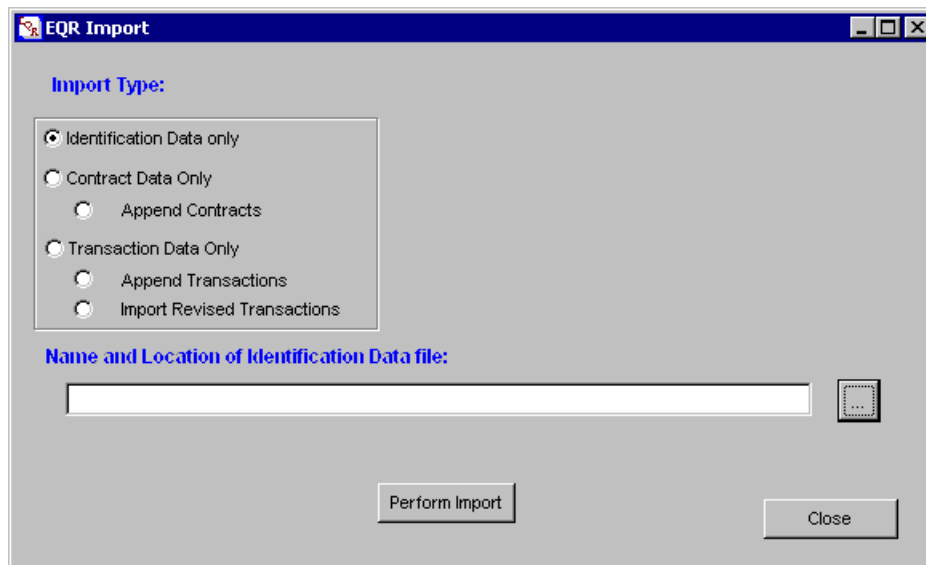 EQR Import
Import Type:
Identification Data only
Contract Data Only
Append Contracts
Transaction Data Only
Append Transactions
Import Revised Transactions
Name and Location of Identification Data file:
...
Perform Import
Close